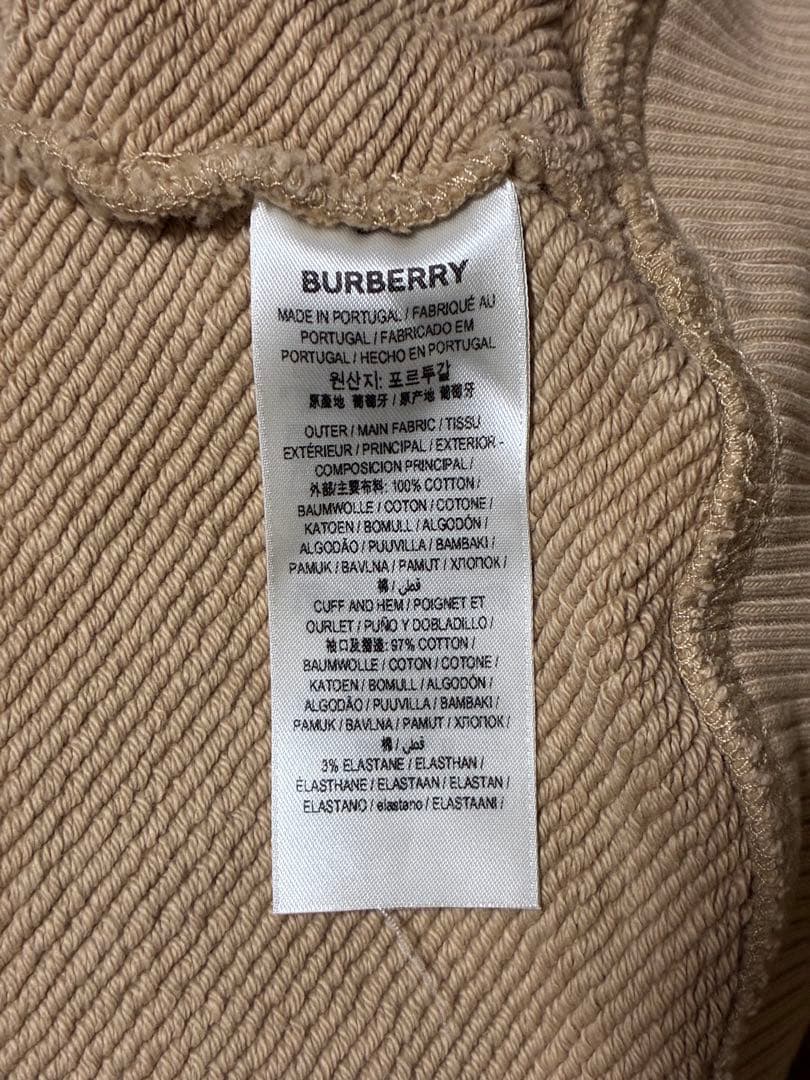 BURBERRY
MADE IN PORTUGAL / FABRIQUÉ AU
PORTUGAL / FABRICADO EM
PORTUGAL / HECHO EN PORTUGAL
원산지: 포르투갈
原產地 葡萄牙 / 原产地 葡萄牙
OUTER / MAIN FABRIC / TISSU
EXTÉRIEUR / PRINCIPAL / EXTERIOR -
COMPOSICION PRINCIPAL /
外部/主要布料: 100% COTTON /
BAUMWOLLE / COTON / COTONE /
KATOEN / BOMULL / ALGODÓN /
ALGODÃO / PUUVILLA / BAMBAKI /
PAMUK / BAVLNA / PAMUT / ХЛОПОК /
棉 / قطن /
CUFF AND HEM / POIGNET ET
OURLET / PUÑO Y DOBLADILLO /
袖口及摺邊: 97% COTTON /
BAUMWOLLE / COTON / COTONE /
KATOEN / BOMULL / ALGODÓN /
ALGODÃO / PUUVILLA / BAMBAKI /
PAMUK / BAVLNA / PAMUT / ХЛОПОК /
棉 / قطن /
3% ELASTANE / ELASTHAN /
ÉLASTHANE / ELASTAAN / ELASTAN /
ELASTANO / elastano / ELASTAANI /